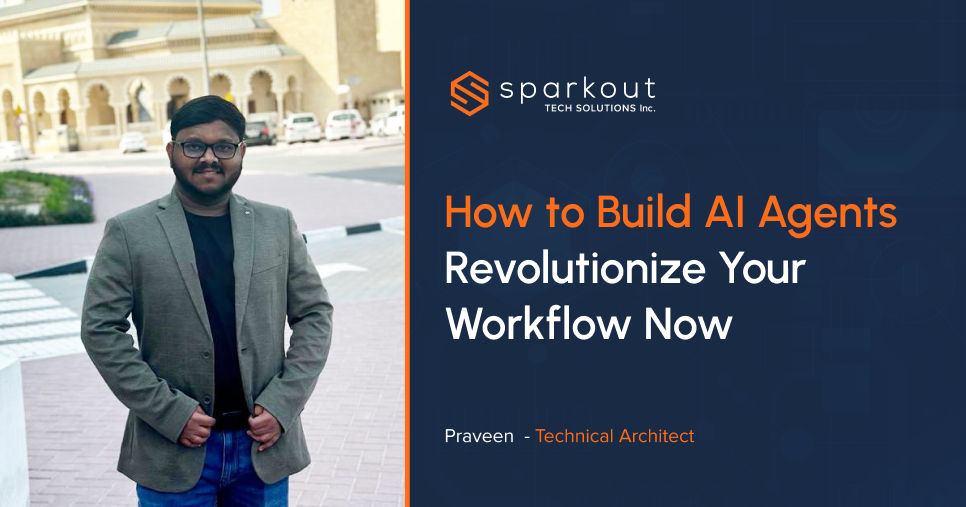 sparkout
TECH SOLUTIONS Inc.
How to Build AI Agents
Revolutionize Your
Workflow Now
Praveen - Technical Architect